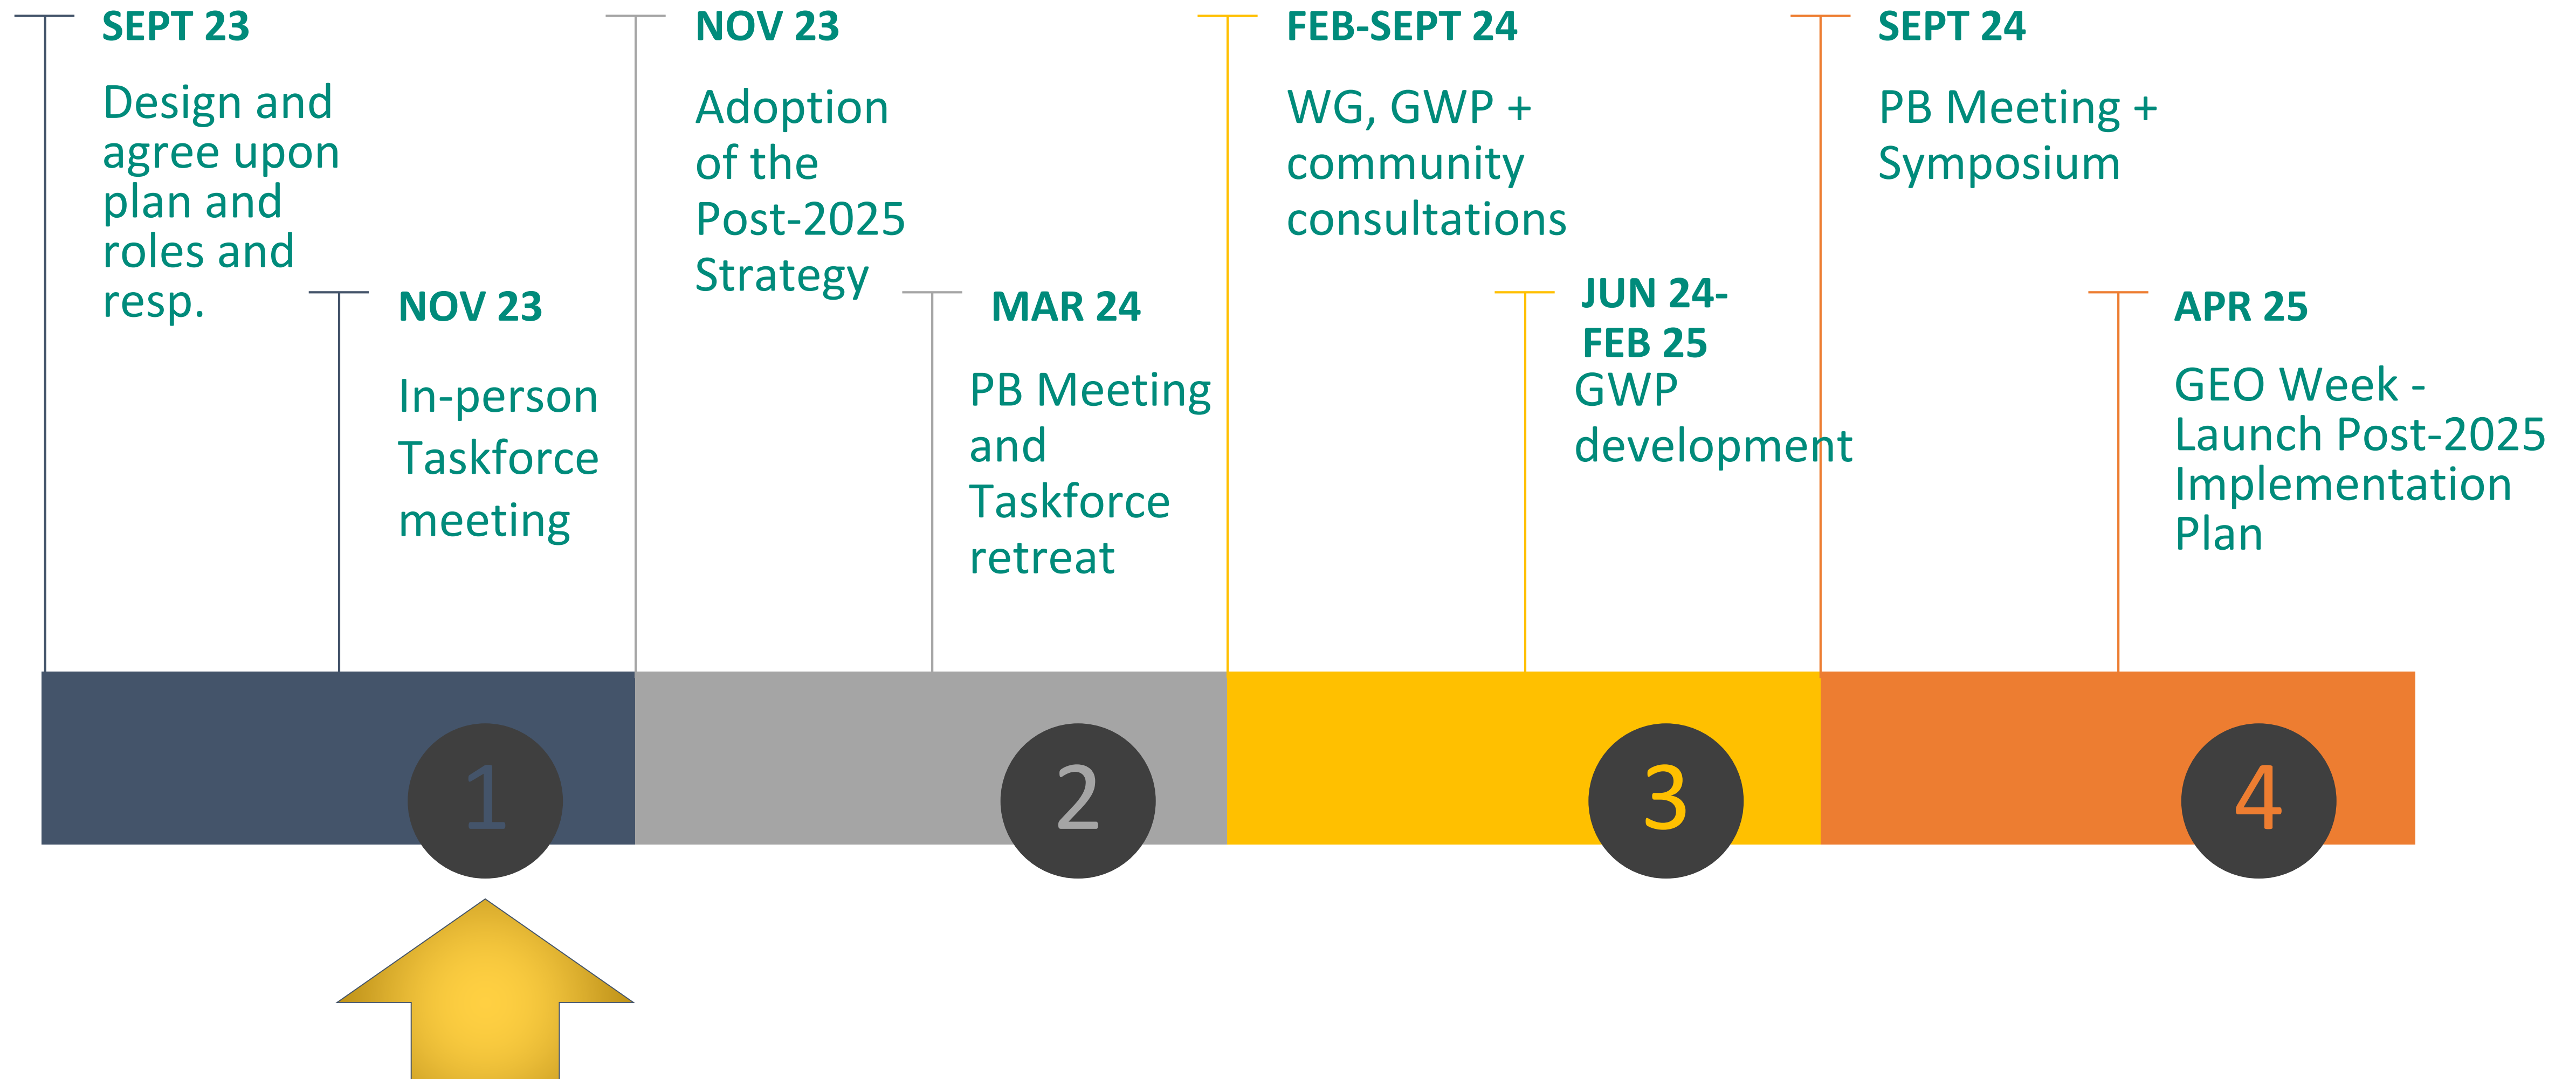 SEPT 23
Design and
agree upon
plan and
roles and
resp.
NOV 23
In-person
Taskforce
meeting
NOV 23
Adoption
of the
Post-2025
Strategy
MAR 24
PB Meeting
and
Taskforce
retreat
FEB-SEPT 24
WG, GWP +
community
consultations
JUN 24-
FEB 25
GWP
development
SEPT 24
PB Meeting +
Symposium
APR 25
GEO Week -
Launch Post-2025
Implementation
Plan
1
2
3
4